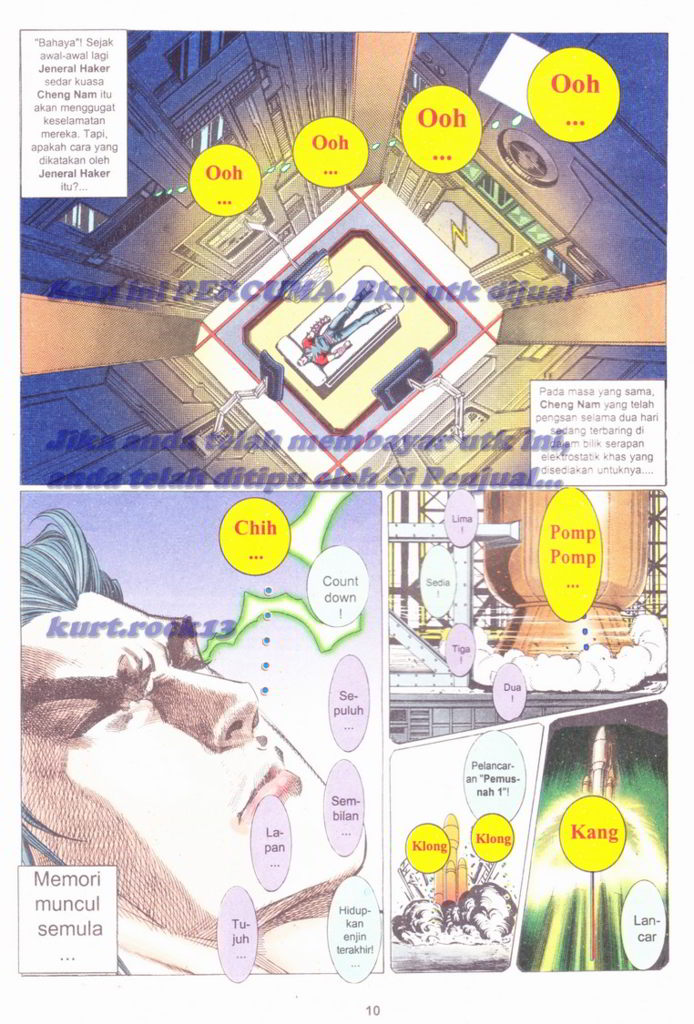 "Bahaya"! Sejak
awal-awal lagi
Jeneral Haker
sedar kuasa
Cheng Nam itu
akan menggugat
keselamatan
mereka. Tapi,
apakah cara yang
dikatakan oleh
Jeneral Haker
itu?...
Ooh
...
Ooh
...
Ooh
...
Ooh
...
Scan ini PERCUMA. Bkn utk dijual
Pada masa yang sama,
Cheng Nam yang telah
pengsan selama dua hari
sedang terbaring di
dalam bilik serapan
elektrostatik khas yang
disediakan untuknya....
Jika anda telah membayar utk ini,
anda telah ditipu oleh Si Penjual...
Chih
...
Count
down
!
kurt.rock13
Se-
puluh
!
Sem-
bilan
...
La-
pan
...
Tu-
juh
...
Hidup-
kan
enjin
terakhir!
...
Memori
muncul
semula
...
Lima
!
Sedia
!
Tiga
!
Dua
!
Pomp
Pomp
...
Pelancar-
an "Pemus-
nah 1"!
Klong
Klong
Kang
Lan-
car
10